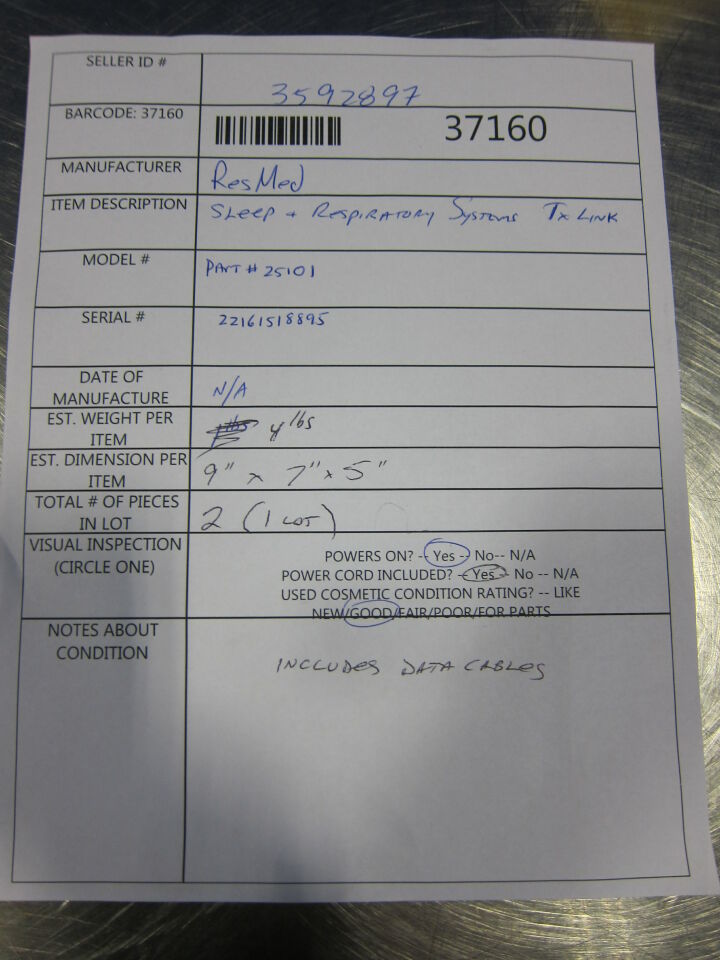 SELLER ID #
3592897
BARCODE: 37160
37160
MANUFACTURER
ResMed
ITEM DESCRIPTION
SLEEP + RESPIRATORY SYSTEMS TX LINK
MODEL #
PART # 25101
SERIAL #
22161518895
DATE OF
MANUFACTURE
N/A
EST. WEIGHT PER
ITEM
4 lbs
EST. DIMENSION PER
ITEM
9" x 7" x 5"
TOTAL # OF PIECES
IN LOT
2 (1 LOT)
VISUAL INSPECTION
(CIRCLE ONE)
POWERS ON? -- Yes -- No-- N/A
POWER CORD INCLUDED? -- Yes -- No -- N/A
USED COSMETIC CONDITION RATING? -- LIKE
NEW/GOOD/FAIR/POOR/FOR PARTS
NOTES ABOUT
CONDITION
INCLUDES DATA CABLES